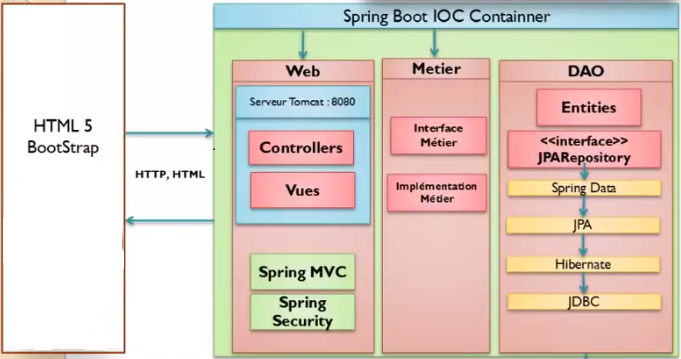 Spring Boot IOC Containner
HTML 5
BootStrap
HTTP, HTML
Web
Serveur Tomcat : 8080
Controllers
Vues
Spring MVC
Spring
Security
Metier
Interface
Métier
Implémentation
Métier
DAO
Entities
<<interface>>
JPARepository
Spring Data
JPA
Hibernate
JDBC